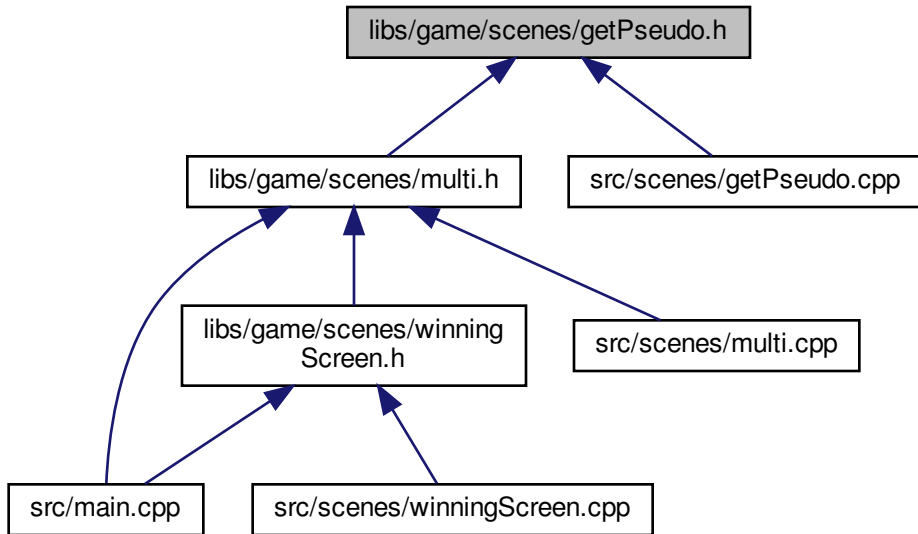 libs/game/scenes/getPseudo.h
libs/game/scenes/multi.h
src/scenes/getPseudo.cpp
libs/game/scenes/winning
Screen.h
src/scenes/multi.cpp
src/main.cpp
src/scenes/winningScreen.cpp